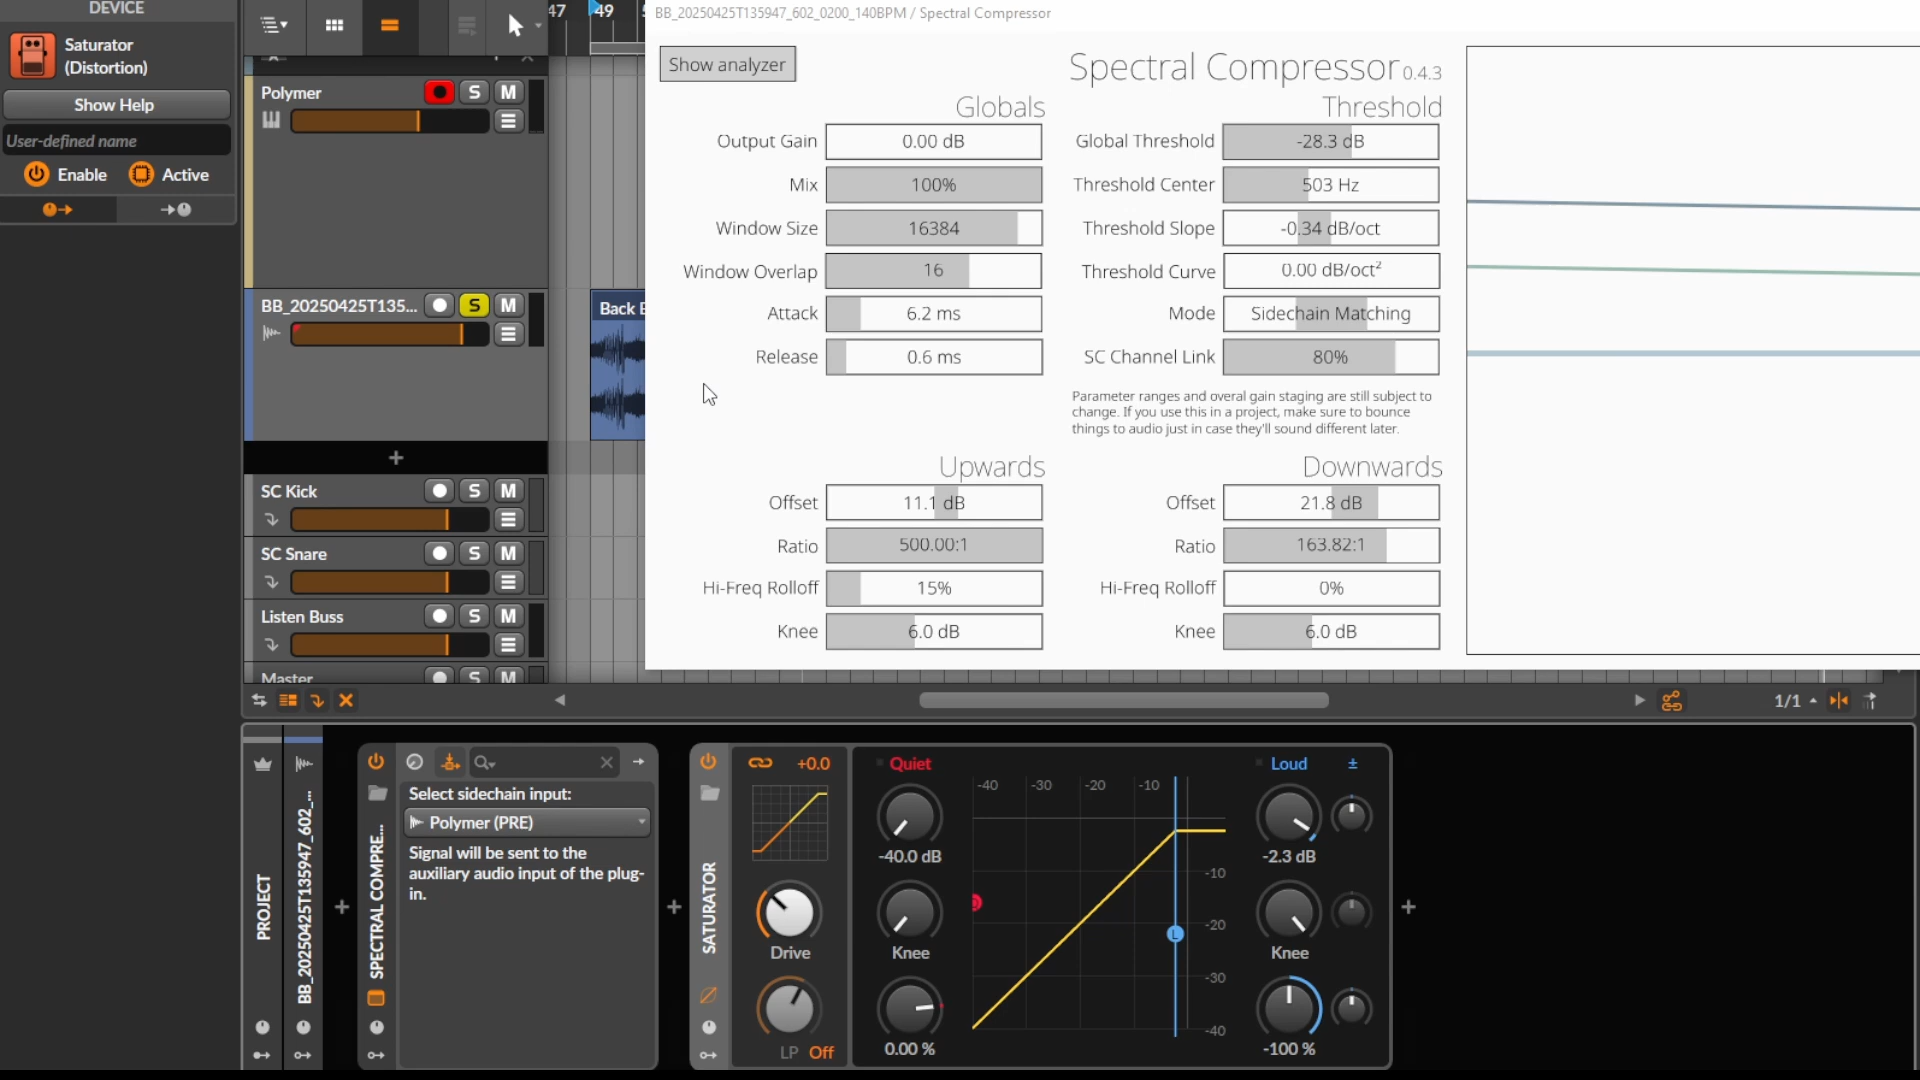 DEVICE
Saturator
(Distortion)
Show Help
User-defined name
Enable
Active
47
49
Polymer
S
M
BB_20250425T135...
S
M
Back
SC Kick
S
M
SC Snare
S
M
Listen Buss
S
M
Master
S
M
BB_20250425T135947_602_0200_140BPM / Spectral Compressor
Show analyzer
Spectral Compressor 0.4.3
Globals
Output Gain
0.00 dB
Mix
100%
Window Size
16384
Window Overlap
16
Attack
6.2 ms
Release
0.6 ms
Threshold
Global Threshold
-28.3 dB
Threshold Center
503 Hz
Threshold Slope
-0.34 dB/oct
Threshold Curve
0.00 dB/oct²
Mode
Sidechain Matching
SC Channel Link
80%
Parameter ranges and overal gain staging are still subject to
change. If you use this in a project, make sure to bounce
things to audio just in case they'll sound different later.
Upwards
Offset
11.1 dB
Ratio
500.00:1
Hi-Freq Rolloff
15%
Knee
6.0 dB
Downwards
Offset
21.8 dB
Ratio
163.82:1
Hi-Freq Rolloff
0%
Knee
6.0 dB
1/1
PROJECT
BB_20250425T135947_602_...
SPECTRAL COMPRE...
Select sidechain input:
Polymer (PRE)
Signal will be sent to the
auxiliary audio input of the plug-
in.
SATURATOR
+0.0
Drive
LP Off
Quiet
-40.0 dB
Knee
0.00 %
-40
-30
-20
-10
-10
-20
-30
-40
L
Loud
±
-2.3 dB
Knee
-100 %